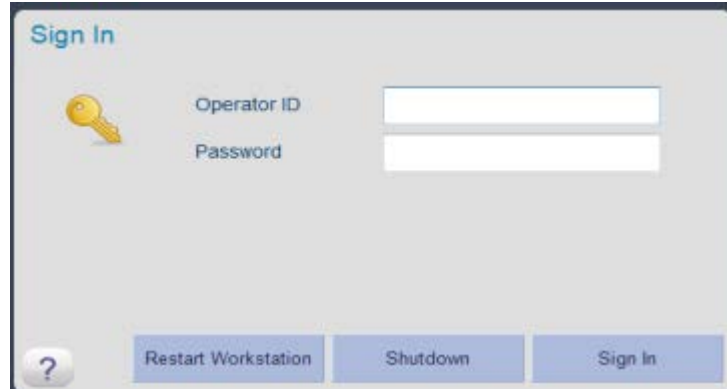 Sign In
Operator ID
Password
? Restart Workstation Shutdown Sign In